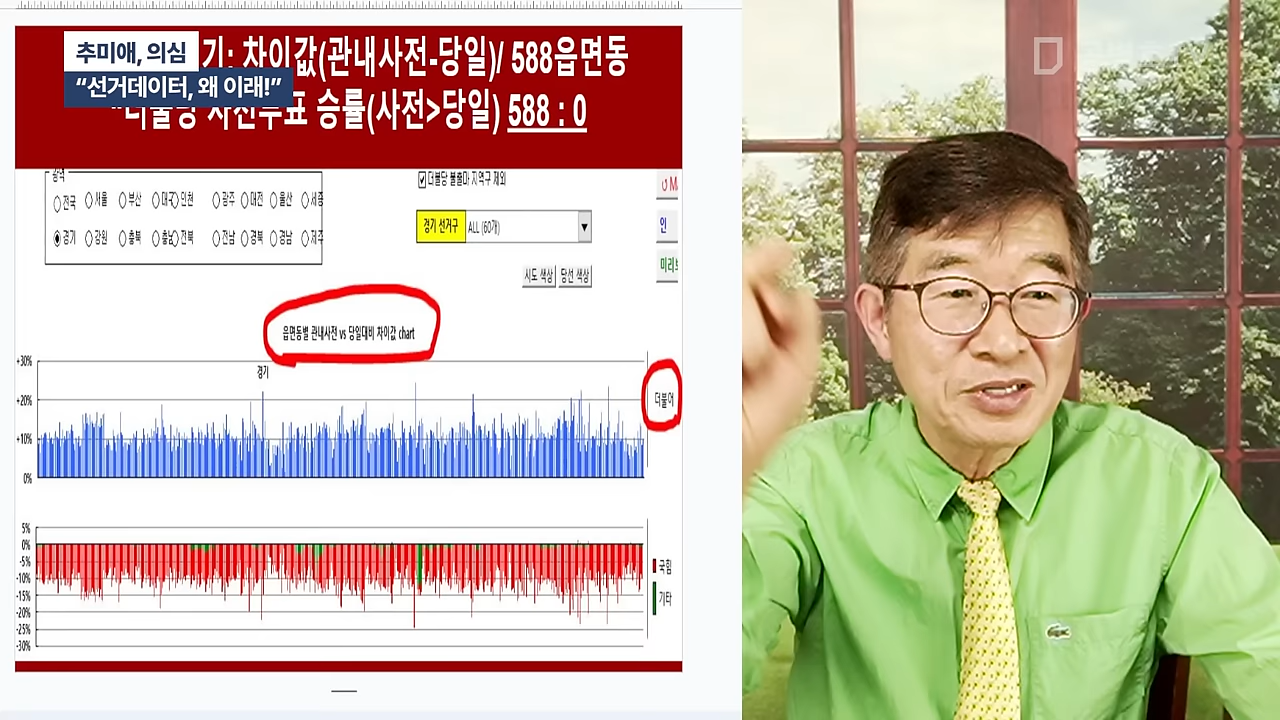 추미애, 의심
"선거데이터, 왜 이래!"
기: 차이값(관내사전-당일)/ 588읍면동
사전투표 승률(사전>당일) 588 : 0
전국 서울 부산 대구 인천 광주 대전 울산 세종
경기 강원 충북 충남 전북 전남 경북 경남 제주
더불당 불출마 지역구 제외
경기 선거구 ALL (60개)
인
시도 색상 당선 색상
읍면동별 관내사전 vs 당일대비 차이값 chart
경기
+30%
+20%
+10%
0%
더불어
5%
0%
-5%
-10%
-15%
-20%
-25%
-30%
국힘
기타